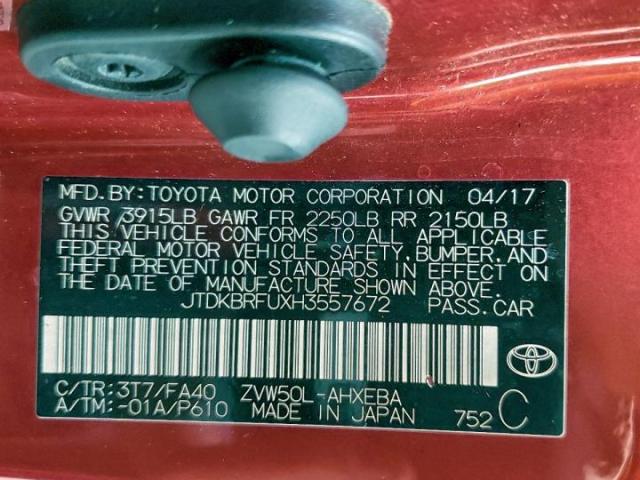 MFD.BY:TOYOTA MOTOR CORPORATION 04/17
GVWR 3915LB GAWR FR 2250LB RR 2150LB
THIS VEHICLE CONFORMS TO ALL APPLICABLE
FEDERAL MOTOR VEHICLE SAFETY,BUMPER,AND
THEFT PREVENTION STANDARDS IN EFFECT ON
THE DATE OF MANUFACTURE SHOWN ABOVE.
JTDKBRFUXH3557672 PASS.CAR
C/TR:3T7/FA40 ZVW50L-AHXEBA
A/TM:-01A/P610 MADE IN JAPAN 752 C